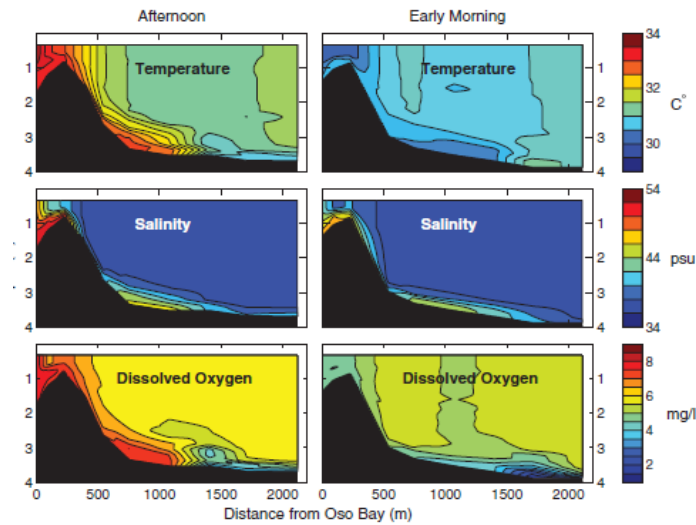 Afternoon Early Morning
Temperature Temperature
1 1
2 2
3 3
4 4
34
32
30
C°
Salinity Salinity
1 1
2 2
3 3
4 4
54
44
34
psu
Dissolved Oxygen Dissolved Oxygen
1 1
2 2
3 3
4 4
8
6
4
2
mg/l
0 500 1000 1500 2000 0 500 1000 1500 2000
Distance from Oso Bay (m)